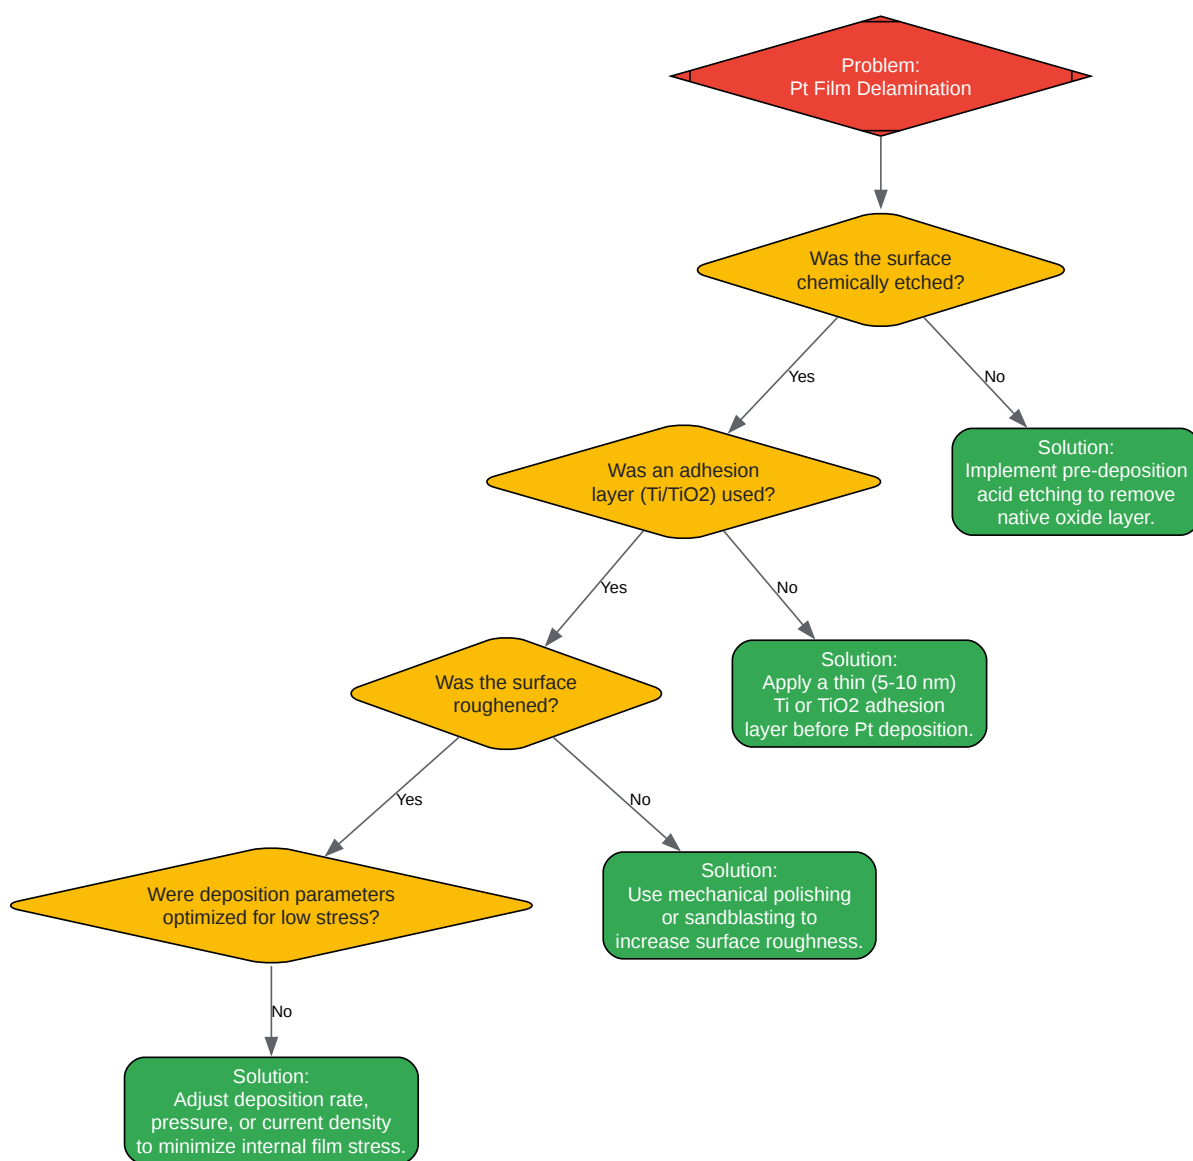 Problem:
Pt Film Delamination
Was the surface
chemically etched?
Yes
No
Was an adhesion
layer (Ti/TiO2) used?
Solution:
Implement pre-deposition
acid etching to remove
native oxide layer.
Yes
No
Was the surface
roughened?
Solution:
Apply a thin (5-10 nm)
Ti or TiO2 adhesion
layer before Pt deposition.
Yes
No
Were deposition parameters
optimized for low stress?
Solution:
Use mechanical polishing
or sandblasting to
increase surface roughness.
No
Solution:
Adjust deposition rate,
pressure, or current density
to minimize internal film stress.